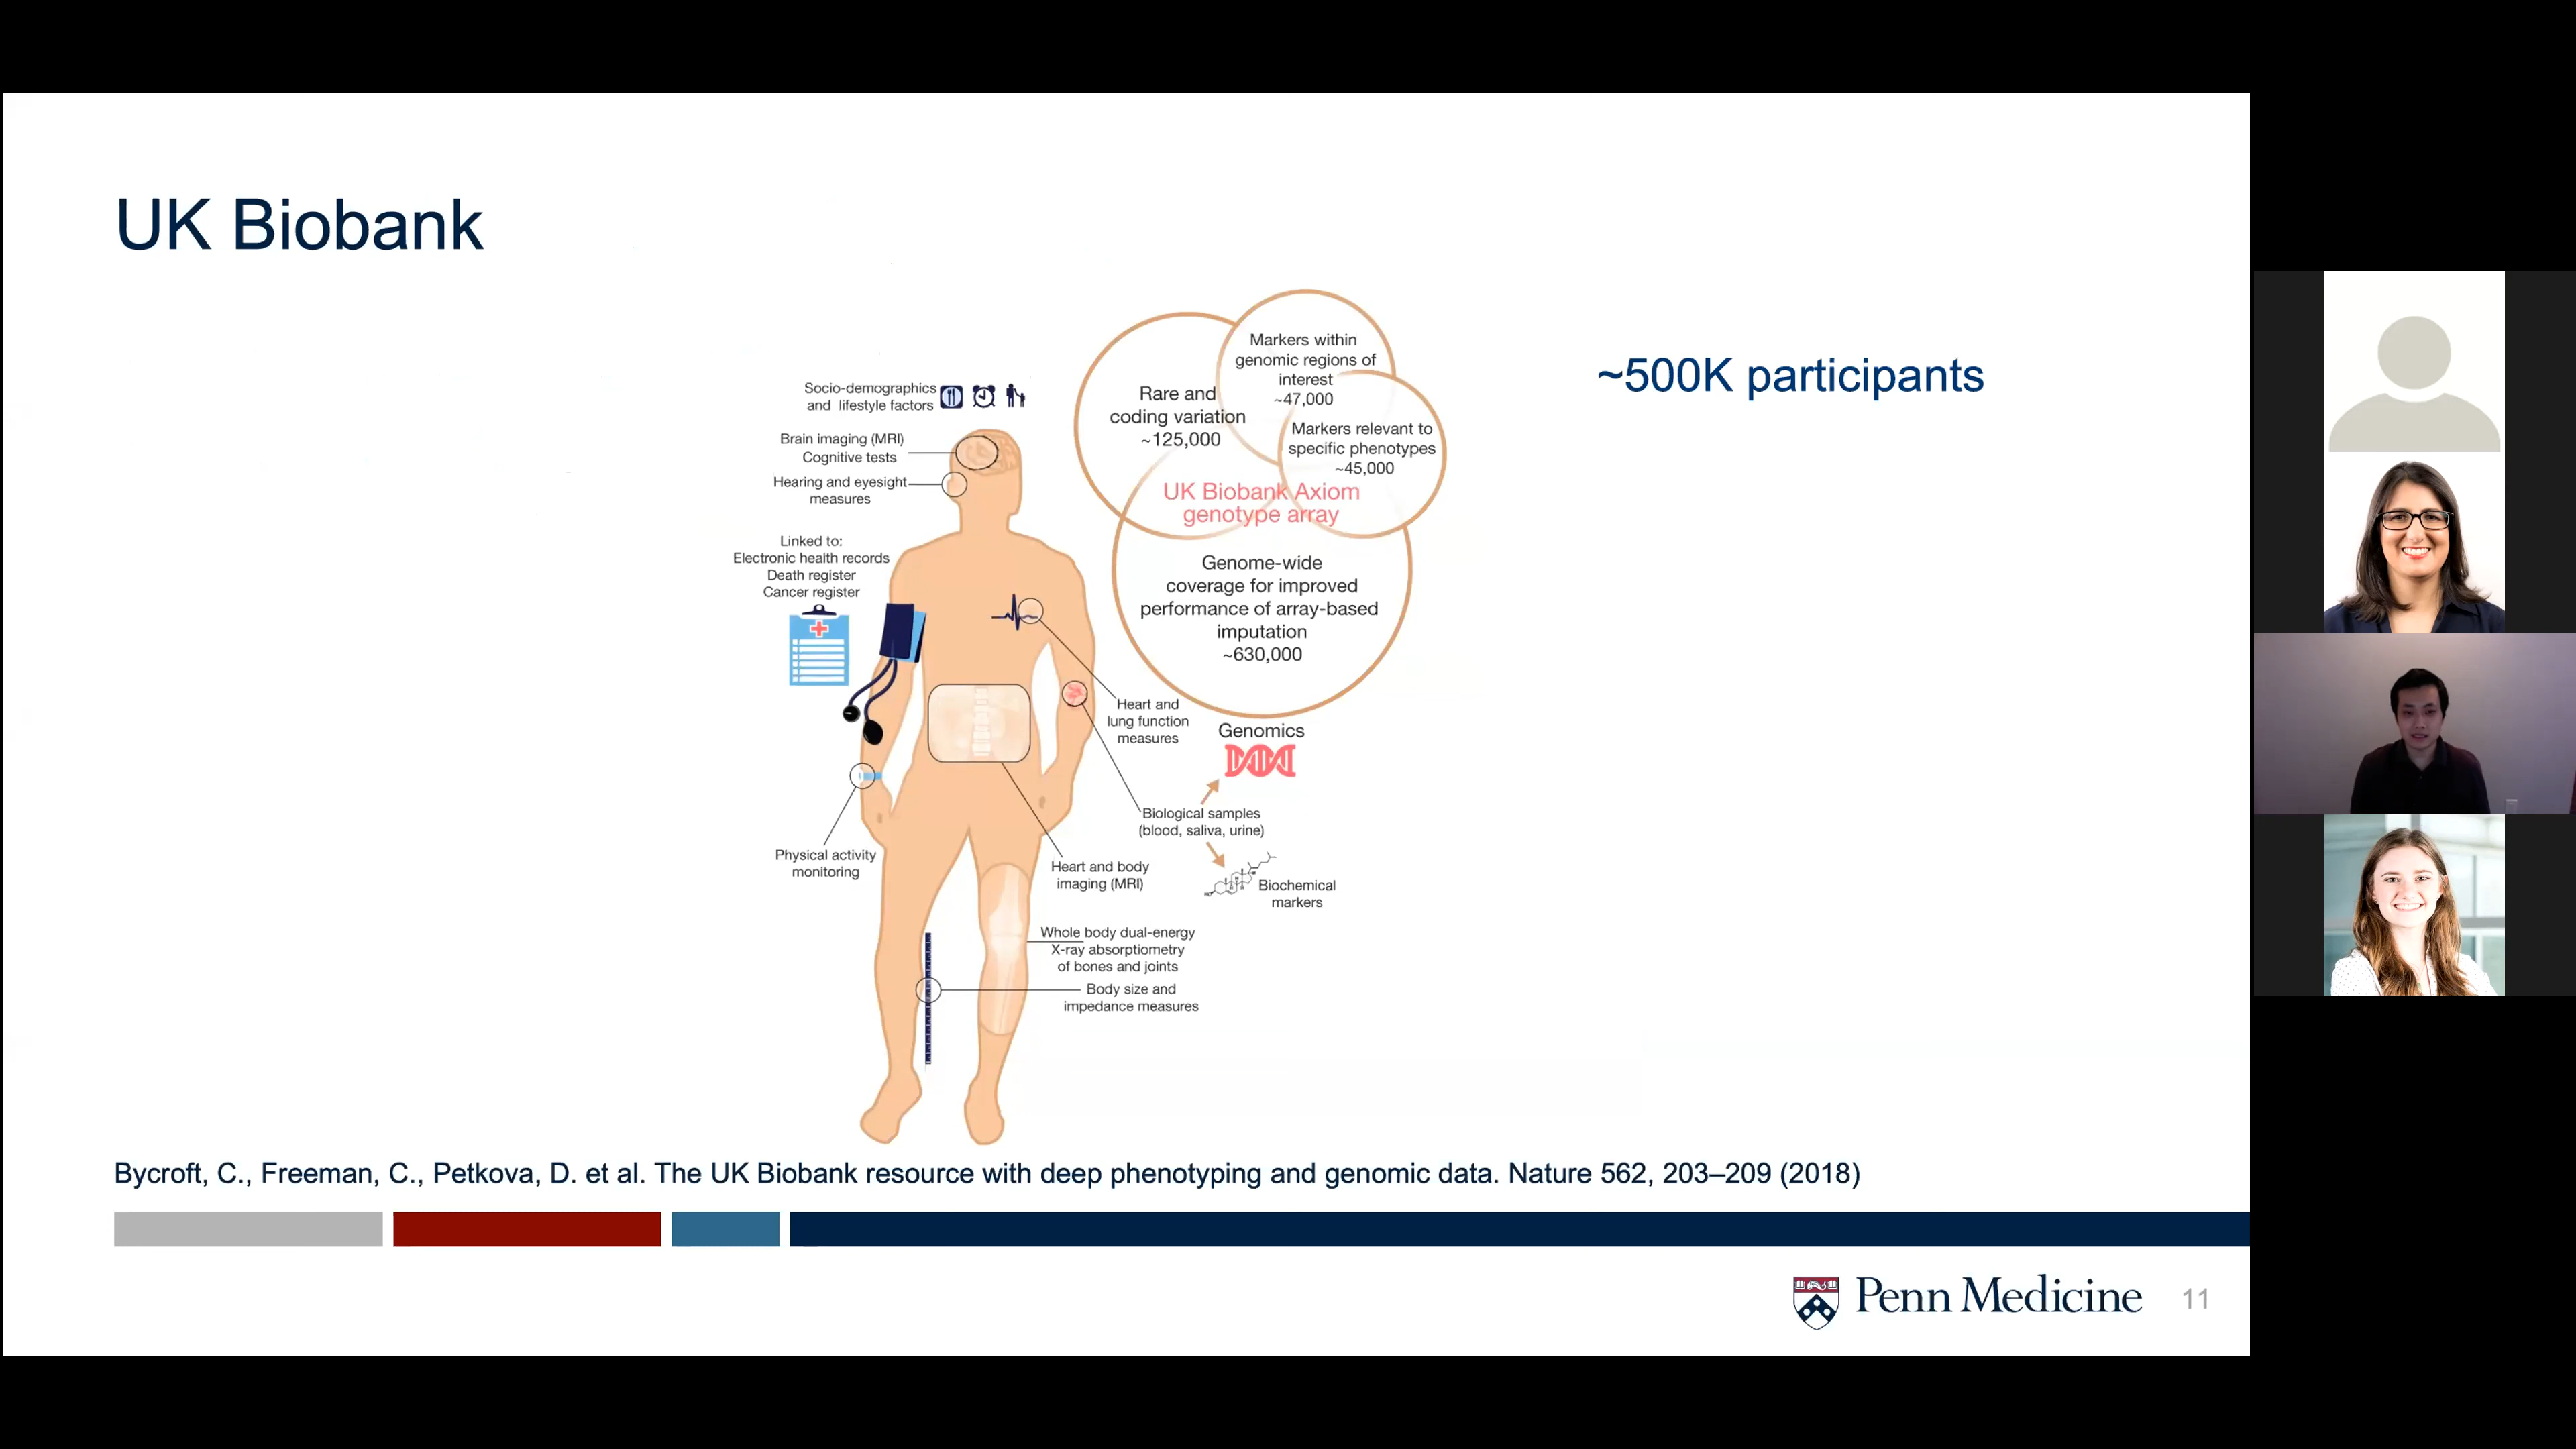 UK Biobank
~500K participants
Socio-demographics
and lifestyle factors
Brain imaging (MRI)
Cognitive tests
Hearing and eyesight
measures
Linked to:
Electronic health records
Death register
Cancer register
Physical activity
monitoring
Rare and
coding variation
~125,000
Markers within
genomic regions of
interest
~47,000
Markers relevant to
specific phenotypes
~45,000
UK Biobank Axiom
genotype array
Genome-wide
coverage for improved
performance of array-based
imputation
~630,000
Heart and
lung function
measures
Genomics
Biological samples
(blood, saliva, urine)
Heart and body
imaging (MRI)
Biochemical
markers
Whole body dual-energy
X-ray absorptiometry
of bones and joints
Body size and
impedance measures
Bycroft, C., Freeman, C., Petkova, D. et al. The UK Biobank resource with deep phenotyping and genomic data. Nature 562, 203–209 (2018)
Penn Medicine
11